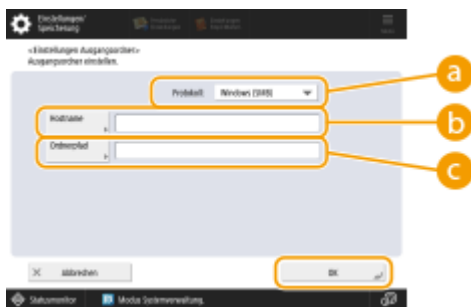 Einstellungen/
Speicherung
<Einstellungen Ausgangsordner>
Ausgangsordner einstellen.
Protokoll:
Windows (SMB)
a
Hostname
b
Ordnerpfad
c
Abbrechen
OK
Statusmonitor
Modus Systemverwaltung.